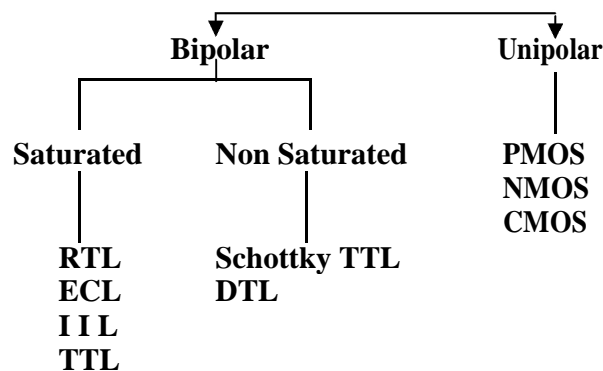 Bipolar
Unipolar
Saturated
Non Saturated
RTL
ECL
I I L
TTL
Schottky TTL
DTL
PMOS
NMOS
CMOS